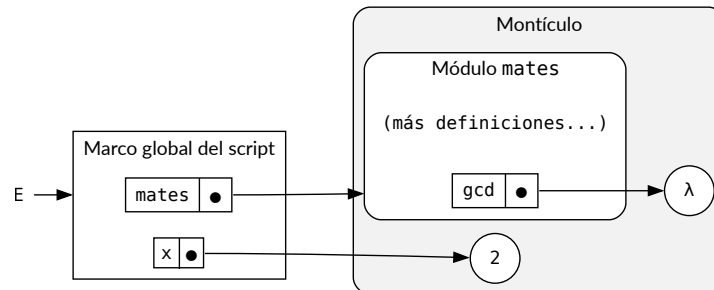 Montículo
Módulo mates
(más definiciones...)
Marco global del script
E
mates
gcd
λ
x
2